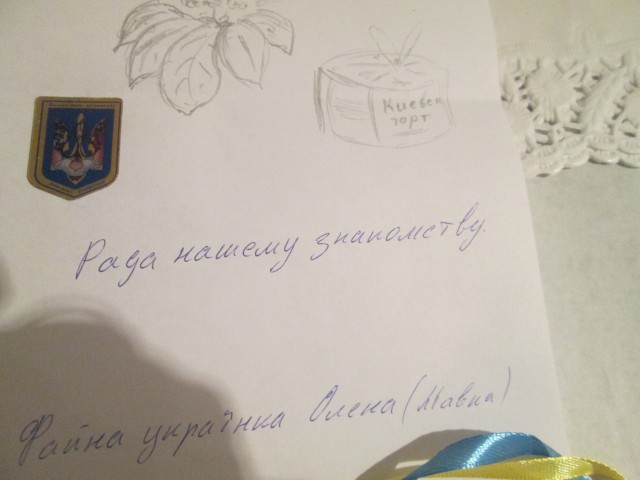 Киевск
торт
Рада нашему знакомству.
Файна українка Олена (Мавка)